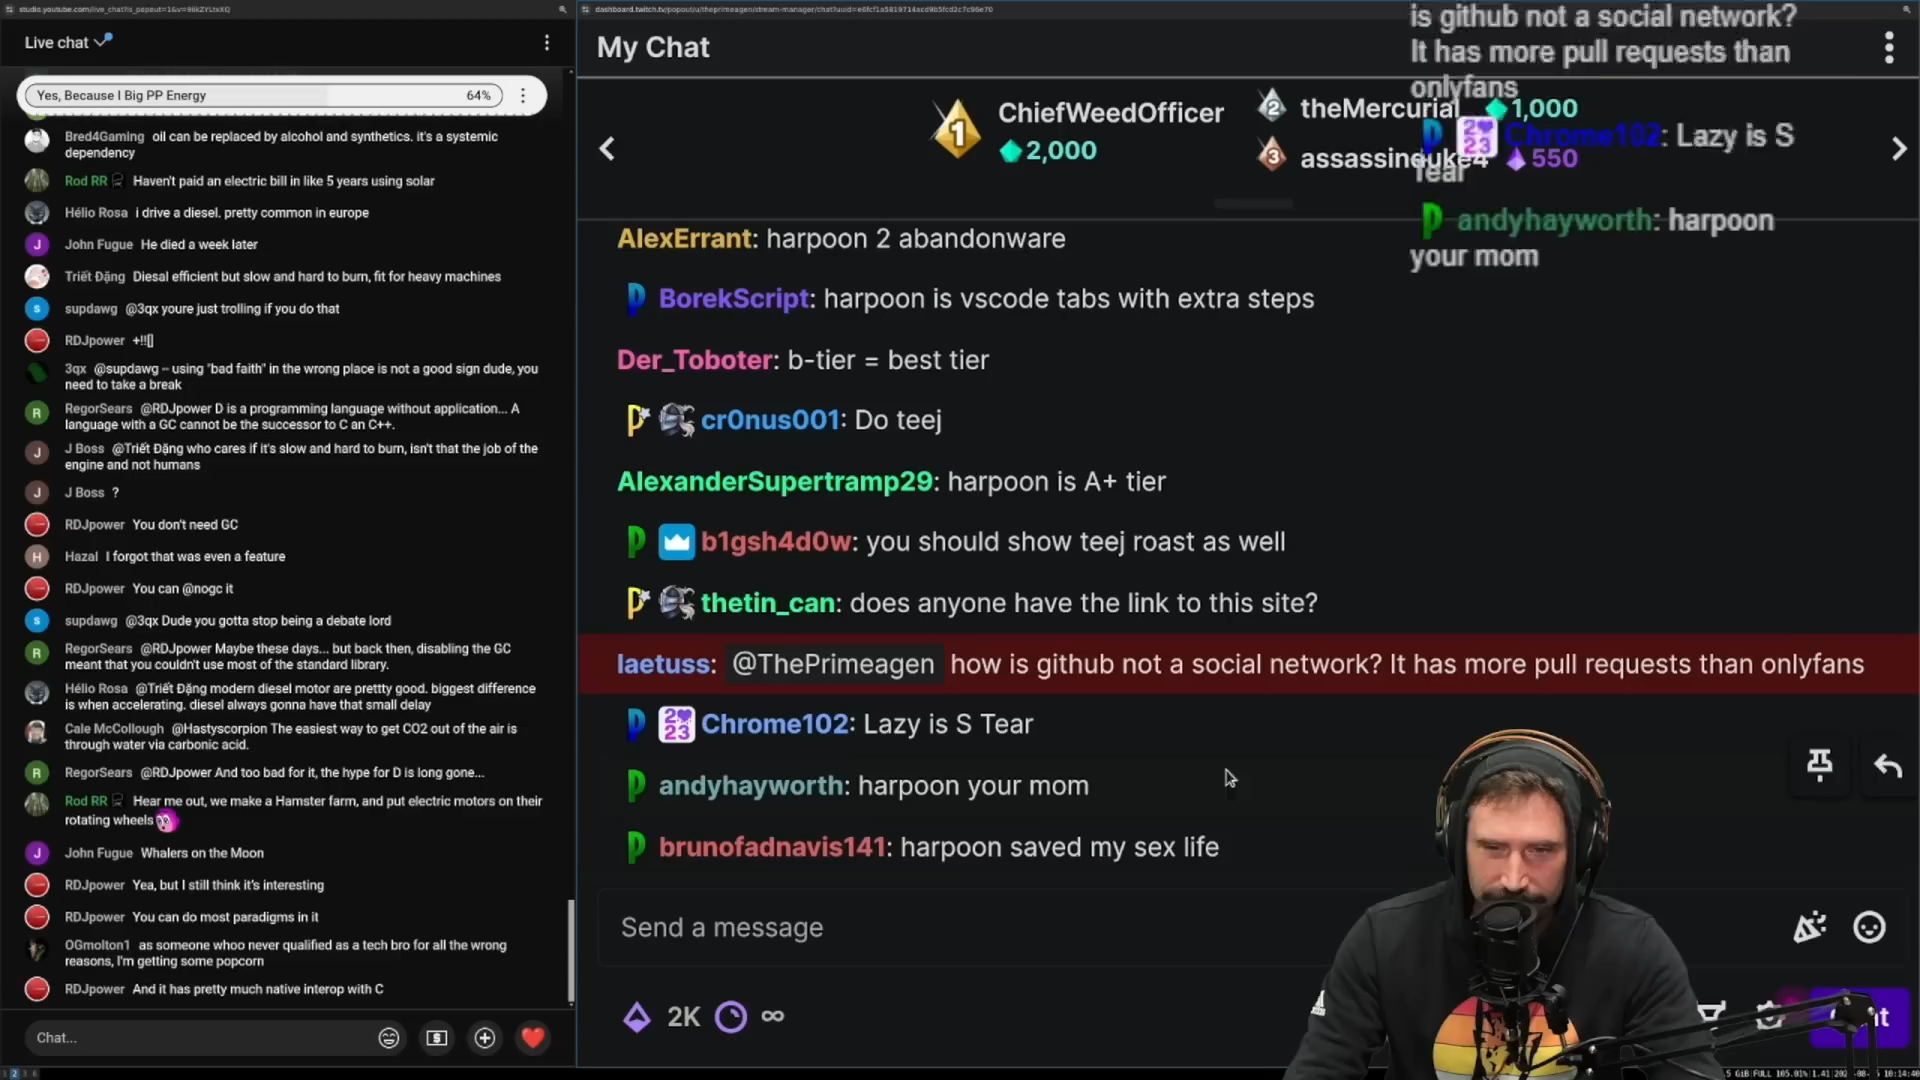 studio.youtube.com/live_chat?is_popout=1&v=
Live chat
Yes, Because I Big PP Energy 64%
Bred4Gaming oil can be replaced by alcohol and synthetics. it's a systemic
dependency
Rod RR Haven't paid an electric bill in like 5 years using solar
Hélio Rosa i drive a diesel. pretty common in europe
John Fugue He died a week later
Triết Đặng Diesal efficient but slow and hard to burn, fit for heavy machines
supdawg @3qx youre just trolling if you do that
RDJpower +!![]
3qx @supdawg – using "bad faith" in the wrong place is not a good sign dude, you
need to take a break
RegorSears @RDJpower D is a programming language without application... A
language with a GC cannot be the successor to C an C++.
J Boss @Triết Đặng who cares if it's slow and hard to burn, isn't that the job of the
engine and not humans
J Boss ?
RDJpower You don't need GC
Hazal I forgot that was even a feature
RDJpower You can @nogc it
supdawg @3qx Dude you gotta stop being a debate lord
RegorSears @RDJpower Maybe these days... but back then, disabling the GC
meant that you couldn't use most of the standard library.
Hélio Rosa @Triết Đặng modern diesel motor are prettty good. biggest difference
is when accelerating. diesel always gonna have that small delay
Cale McCollough @Hastyscorpion The easiest way to get CO2 out of the air is
through water via carbonic acid.
RegorSears @RDJpower And too bad for it, the hype for D is long gone...
Rod RR Hear me out, we make a Hamster farm, and put electric motors on their
rotating wheels
John Fugue Whalers on the Moon
RDJpower Yea, but I still think it's interesting
RDJpower You can do most paradigms in it
OGmolton1 as someone whoo never qualified as a tech bro for all the wrong
reasons, I'm getting some popcorn
RDJpower And it has pretty much native interop with C
Chat...
My Chat
1 ChiefWeedOfficer
2,000
2 theMercurial 1,000
3 assassinduke4 550
AlexErrant: harpoon 2 abandonware
BorekScript: harpoon is vscode tabs with extra steps
Der_Toboter: b-tier = best tier
cr0nus001: Do teej
AlexanderSupertramp29: harpoon is A+ tier
b1gsh4d0w: you should show teej roast as well
thetin_can: does anyone have the link to this site?
laetuss: @ThePrimeagen how is github not a social network? It has more pull requests than onlyfans
Chrome102: Lazy is S Tear
andyhayworth: harpoon your mom
brunofadnavis141: harpoon saved my sex life
Send a message
2K ∞
is github not a social network?
It has more pull requests than
onlyfans
Chrome102: Lazy is S
Tear
andyhayworth: harpoon
your mom